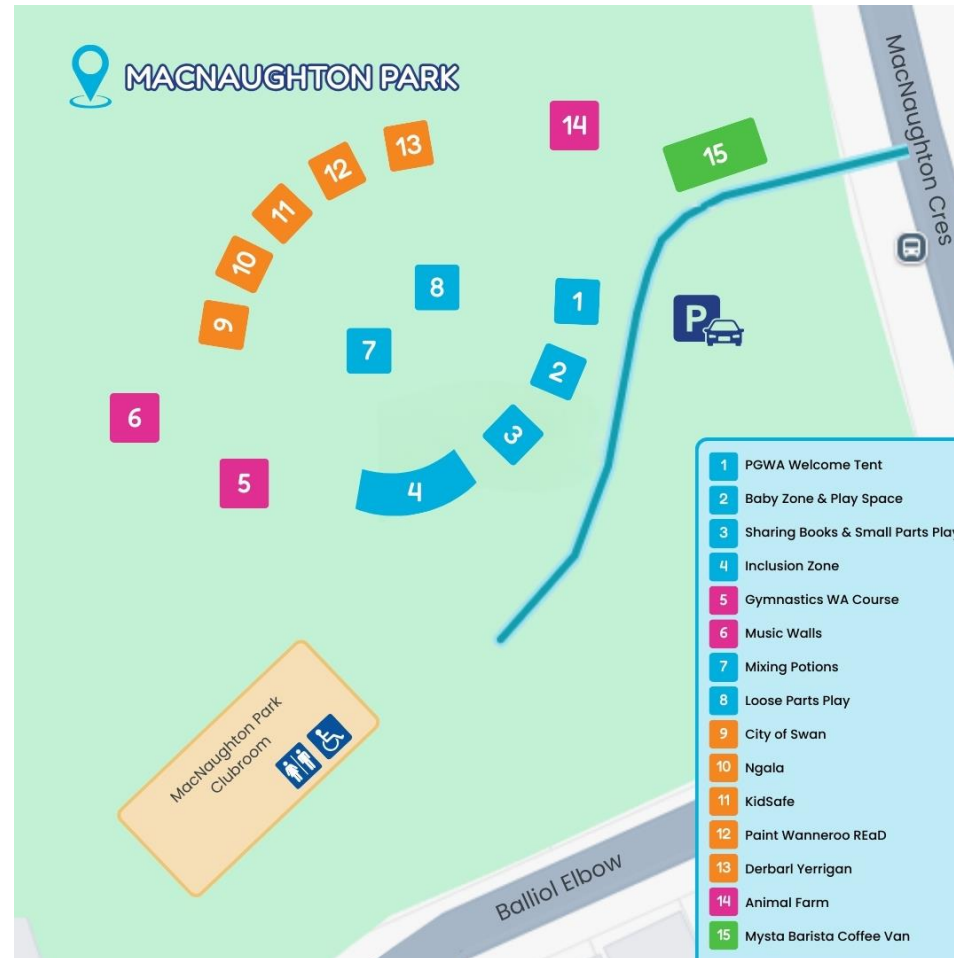 MACNAUGHTON PARK
MacNaughton Cres
13
14
12
15
11
10
8
1
9
7
P
2
6
3
5
4
1 PGWA Welcome Tent
2 Baby Zone & Play Space
3 Sharing Books & Small Parts Play
4 Inclusion Zone
5 Gymnastics WA Course
6 Music Walls
7 Mixing Potions
8 Loose Parts Play
9 City of Swan
10 Ngala
11 KidSafe
12 Paint Wanneroo REaD
13 Derbarl Yerrigan
14 Animal Farm
15 Mysta Barista Coffee Van
MacNaughton Park
Clubroom
Balliol Elbow